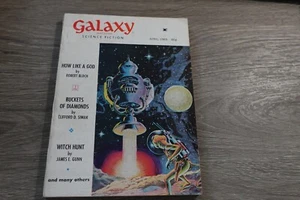 Galaxy
SCIENCE FICTION
HOW LIKE A GOD
by
ROBERT BLOCH
BUCKETS
OF DIAMONDS
by
CLIFFORD D. SIMAK
WITCH HUNT
by
JAMES E. GUNN
and many others